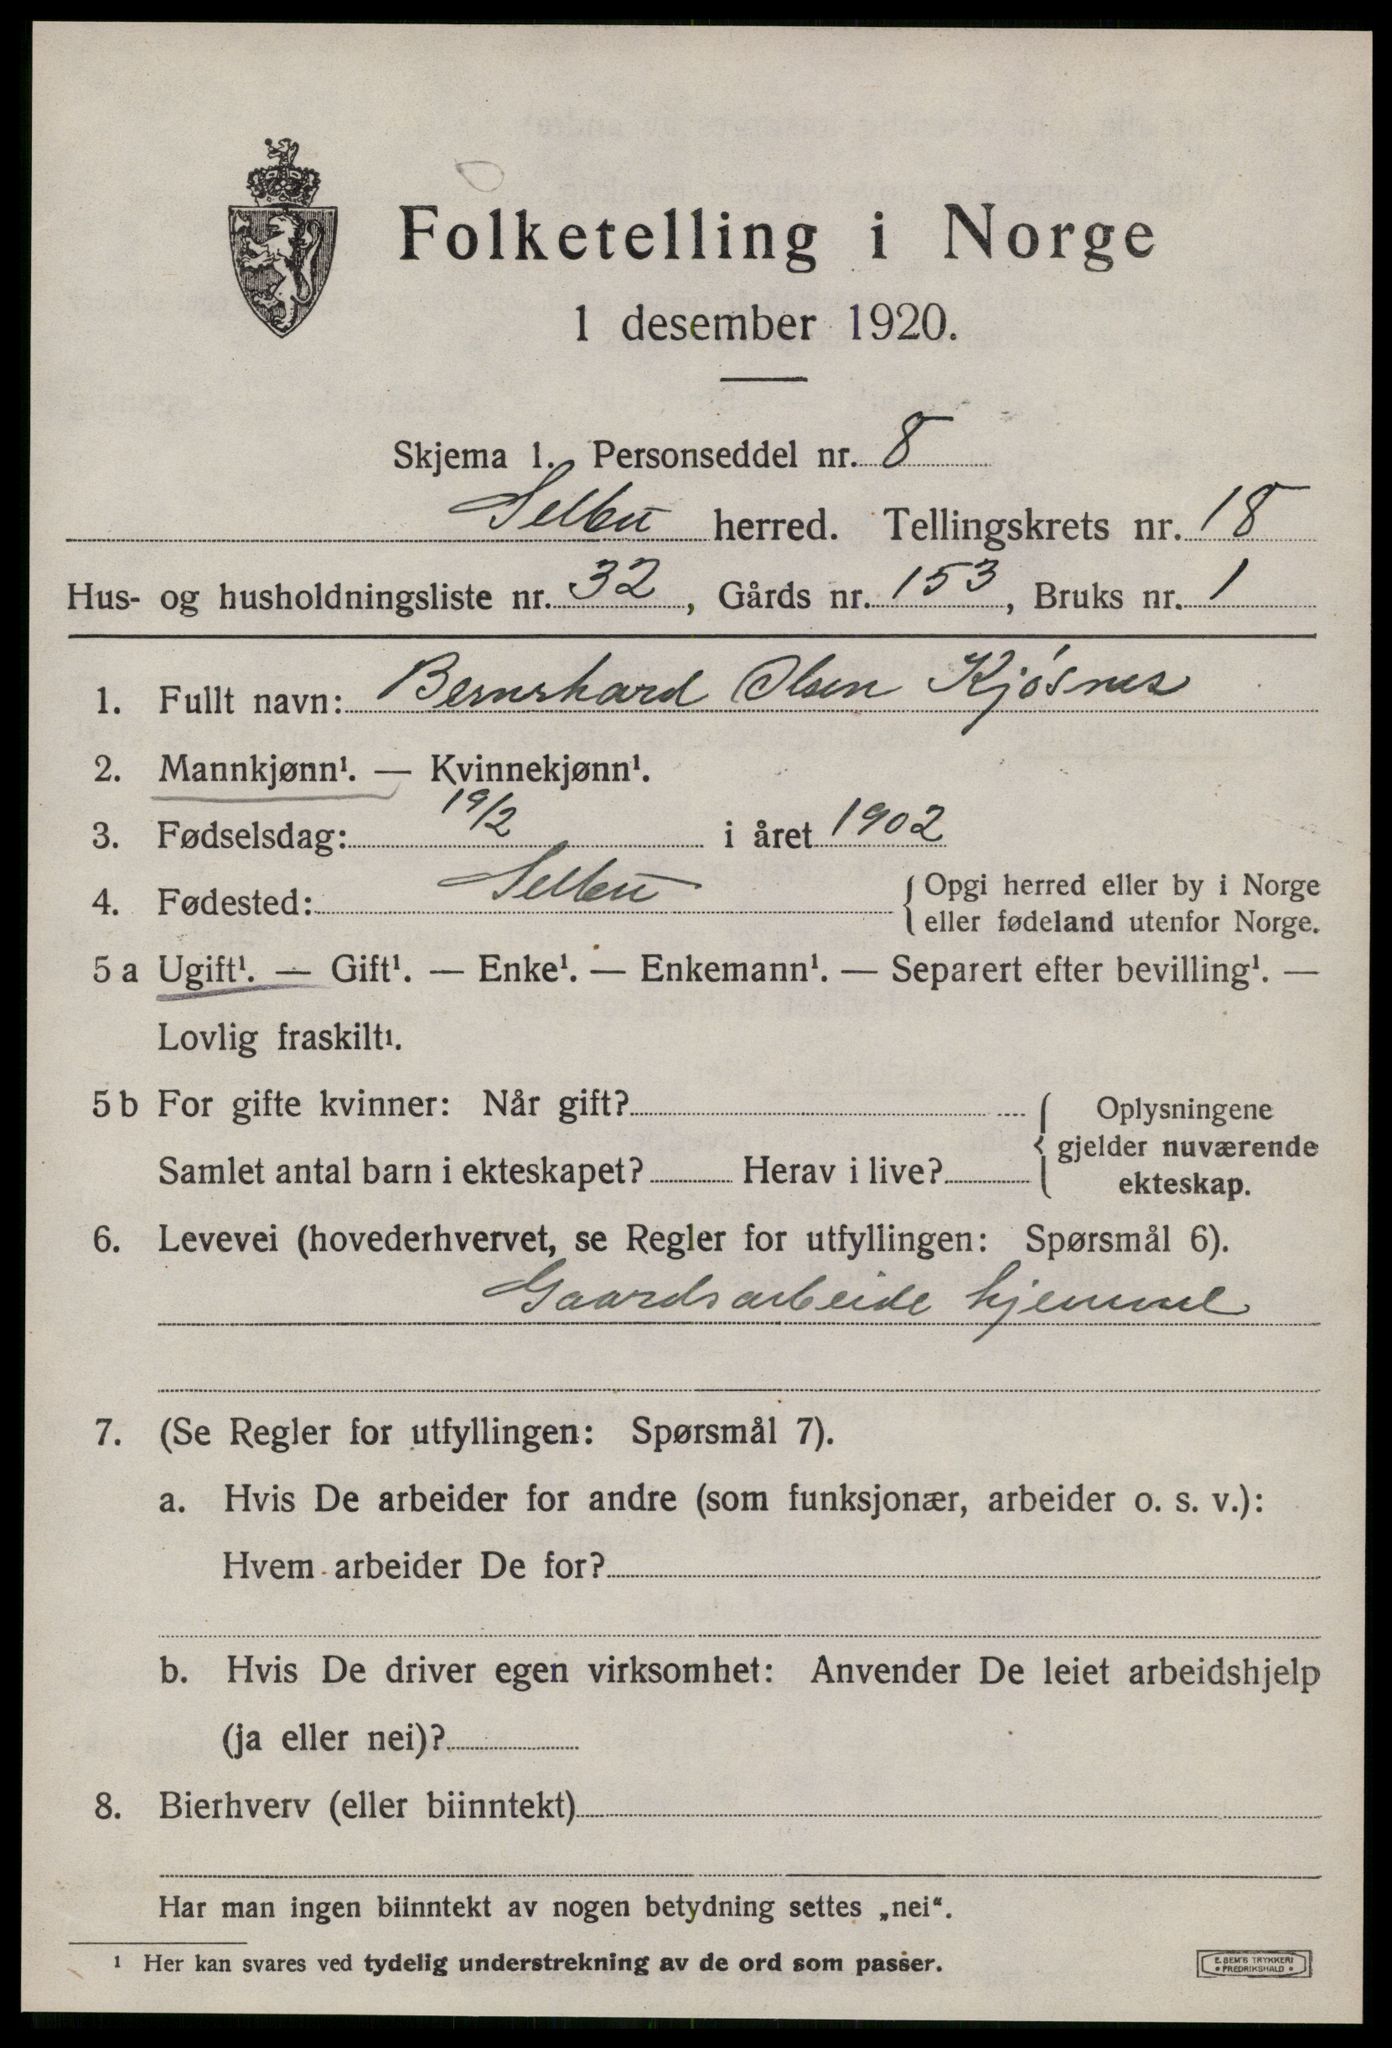 Folketelling i Norge
1 desember 1920.
Skjema 1. Personseddel nr. 8
Selbu herred. Tellingskrets nr. 18
Hus- og husholdningsliste nr. 32, Gårds nr. 153, Bruks nr. 1
1. Fullt navn: Bernhard Olsen Kjøsnes
2. Mannkjønn¹. — Kvinnekjønn¹.
3. Fødselsdag: 19/2 i året 1902
4. Fødested: Selbu { Opgi herred eller by i Norge
eller fødeland utenfor Norge.
5 a Ugift¹. — Gift¹. — Enke¹. — Enkemann¹. — Separert efter bevilling¹. —
Lovlig fraskilt¹.
5 b For gifte kvinner: Når gift? { Oplysningene
gjelder nuværende
ekteskap.
Samlet antal barn i ekteskapet? Herav i live?
6. Levevei (hovederhvervet, se Regler for utfyllingen: Spørsmål 6).
Gaardsarbeide hjemme
7. (Se Regler for utfyllingen: Spørsmål 7).
a. Hvis De arbeider for andre (som funksjonær, arbeider o. s. v.):
Hvem arbeider De for?
b. Hvis De driver egen virksomhet: Anvender De leiet arbeidshjelp
(ja eller nei)?
8. Bierhverv (eller biinntekt)
Har man ingen biinntekt av nogen betydning settes „nei“.
¹ Her kan svares ved tydelig understrekning av de ord som passer.
E. SEM'S TRYKKERI
• FREDRIKSHALD •